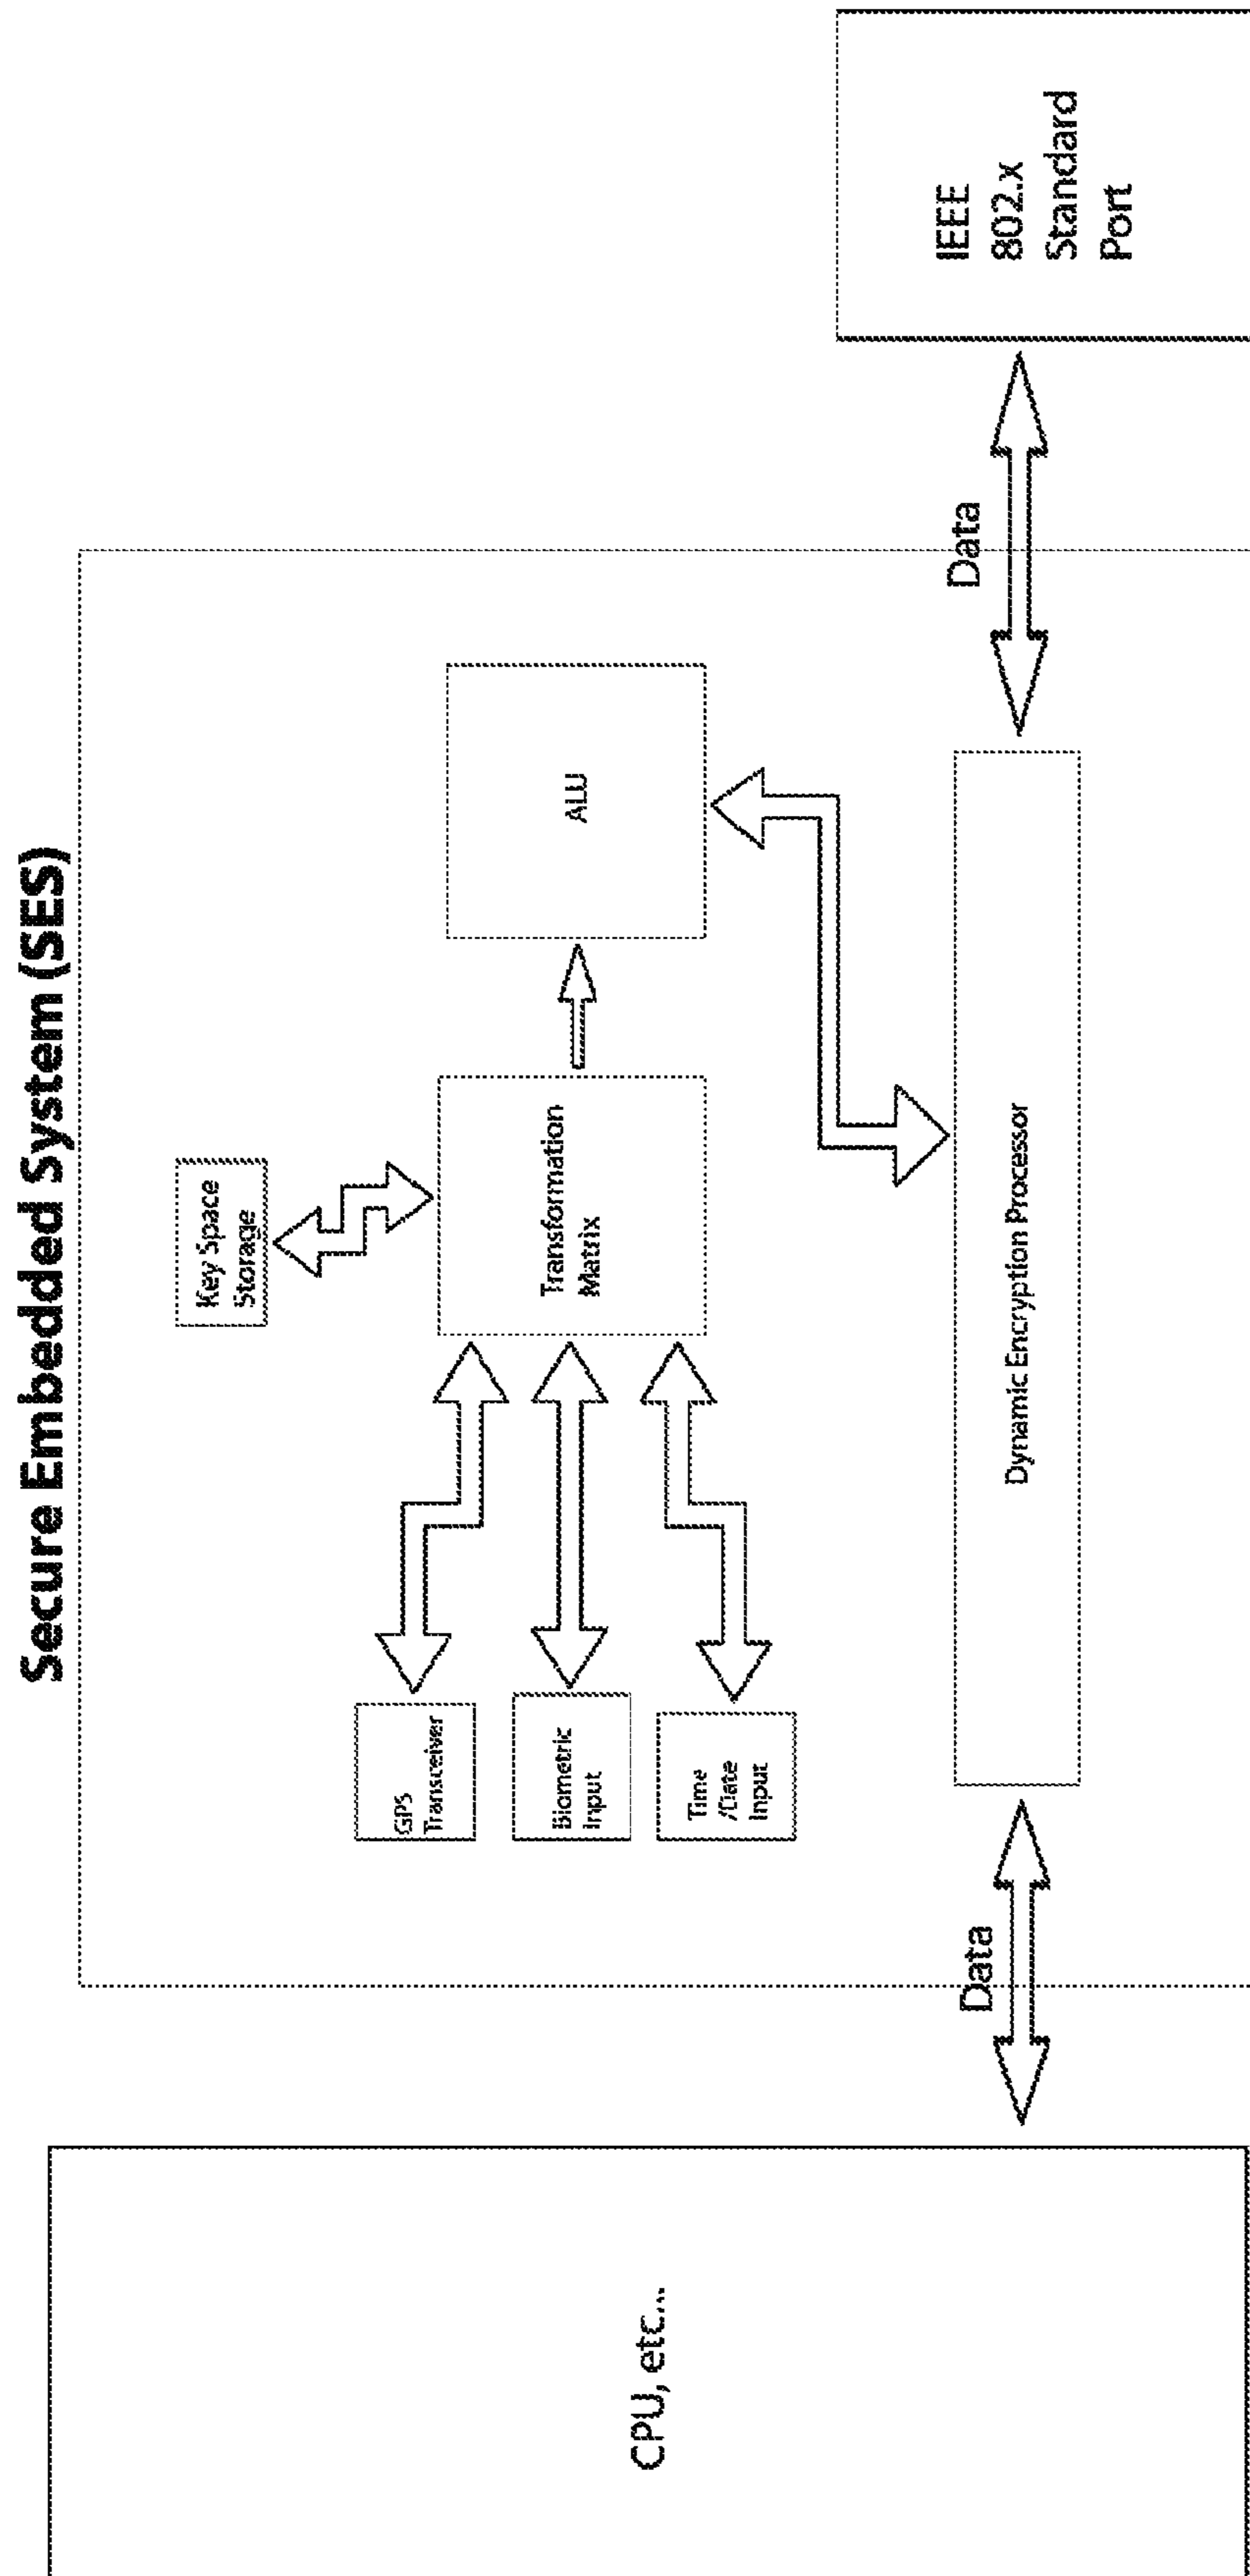 Secure Embedded System (SES)
CPU, etc...
Data
GPS
Transceiver
Biometric
Input
Time
/Date
Input
Key Space
Storage
Transformation
Matrix
ALU
Dynamic Encryption Processor
Data
IEEE
802.x
Standard
Port